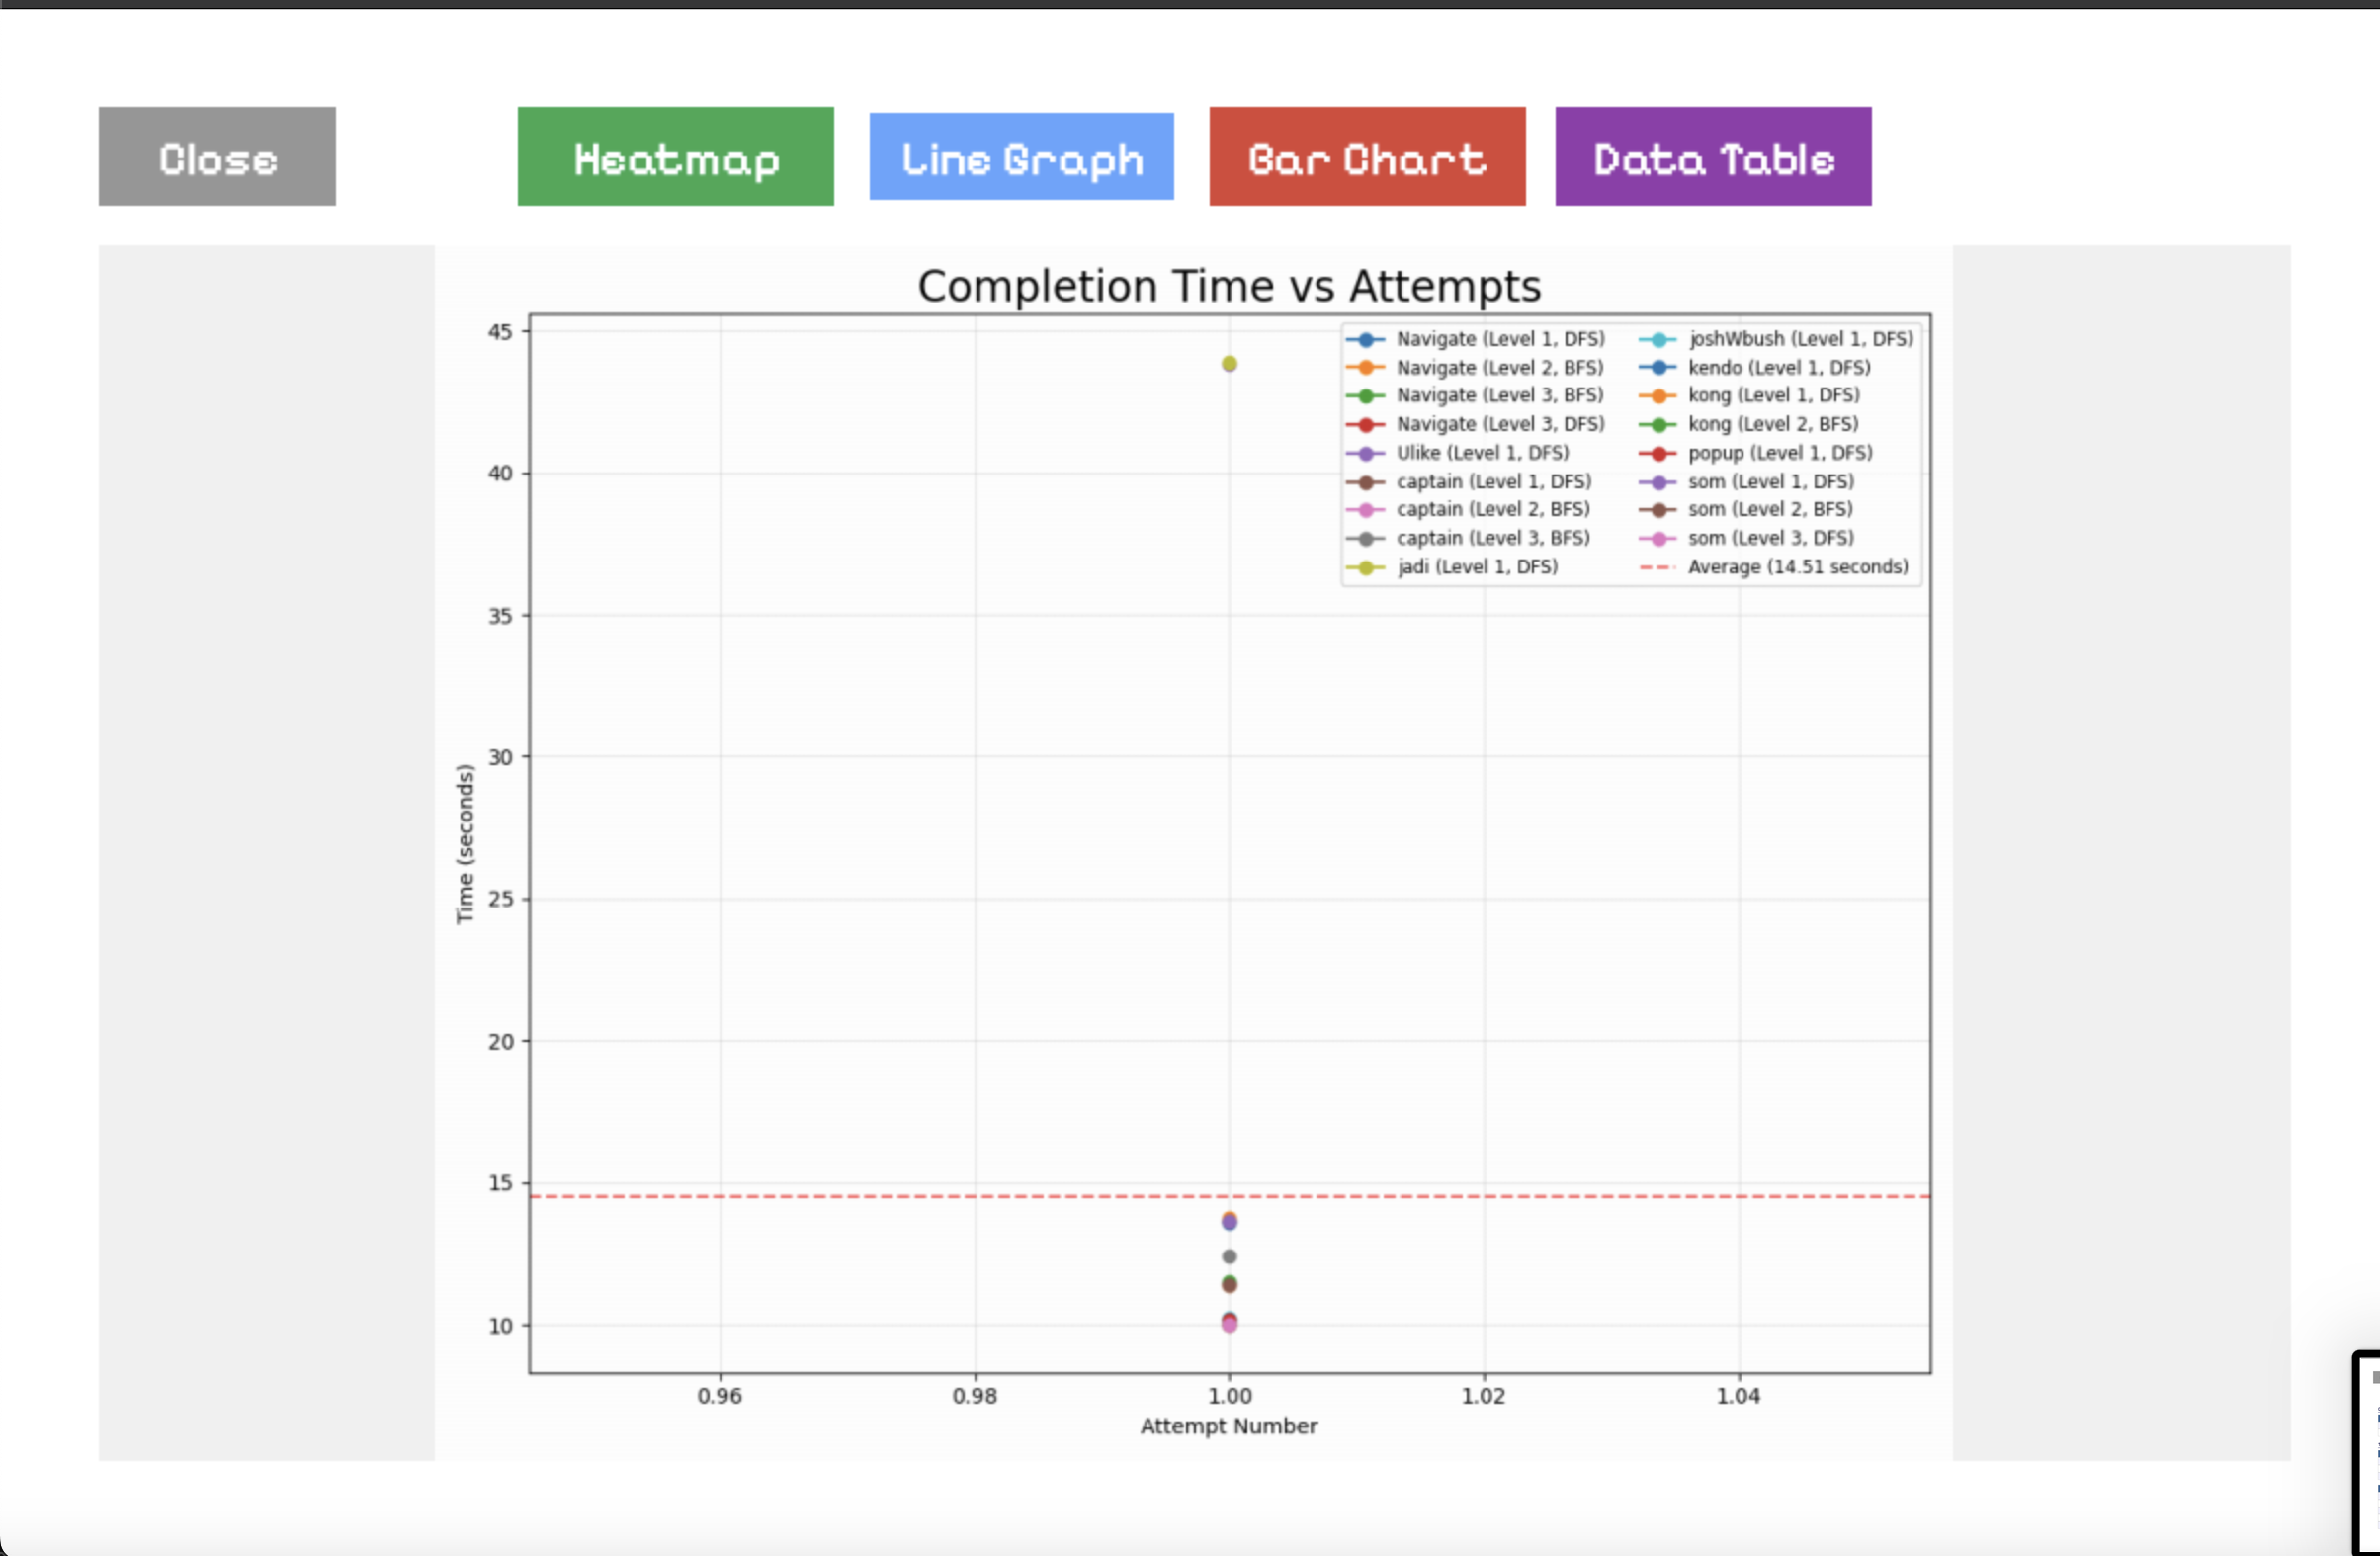 Close
Heatmap
Line Graph
Bar Chart
Data Table
Completion Time vs Attempts
45
40
35
30
25
20
15
10
Time (seconds)
Navigate (Level 1, DFS)
Navigate (Level 2, BFS)
Navigate (Level 3, BFS)
Navigate (Level 3, DFS)
Ulike (Level 1, DFS)
captain (Level 1, DFS)
captain (Level 2, BFS)
captain (Level 3, BFS)
jadi (Level 1, DFS)
joshWbush (Level 1, DFS)
kendo (Level 1, DFS)
kong (Level 1, DFS)
kong (Level 2, BFS)
popup (Level 1, DFS)
som (Level 1, DFS)
som (Level 2, BFS)
som (Level 3, DFS)
Average (14.51 seconds)
0.96
0.98
1.00
1.02
1.04
Attempt Number